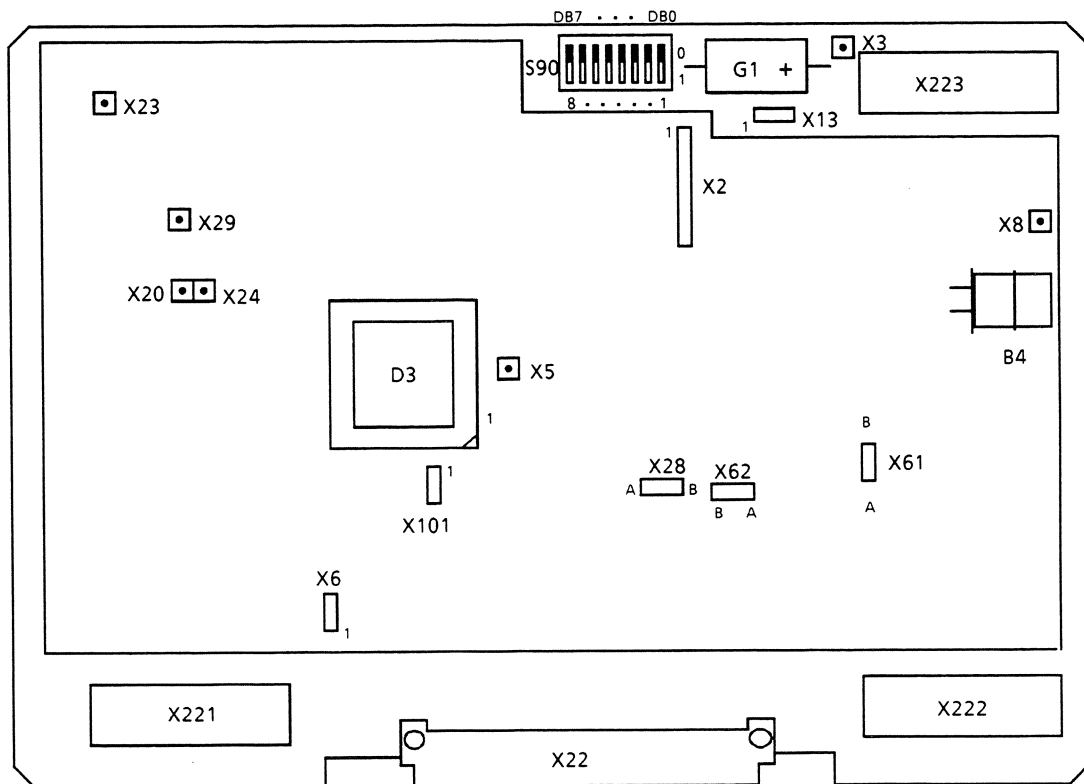 DB7 · · · DB0
S90
0
1
8 · · · · · 1
G1 +
X3
X223
X13
1
X23
1
X2
X29
X8
X20
X24
D3
X5
1
B4
B
X61
A
X28
A
B
X62
B A
1
X101
X6
1
X221
X222
X22